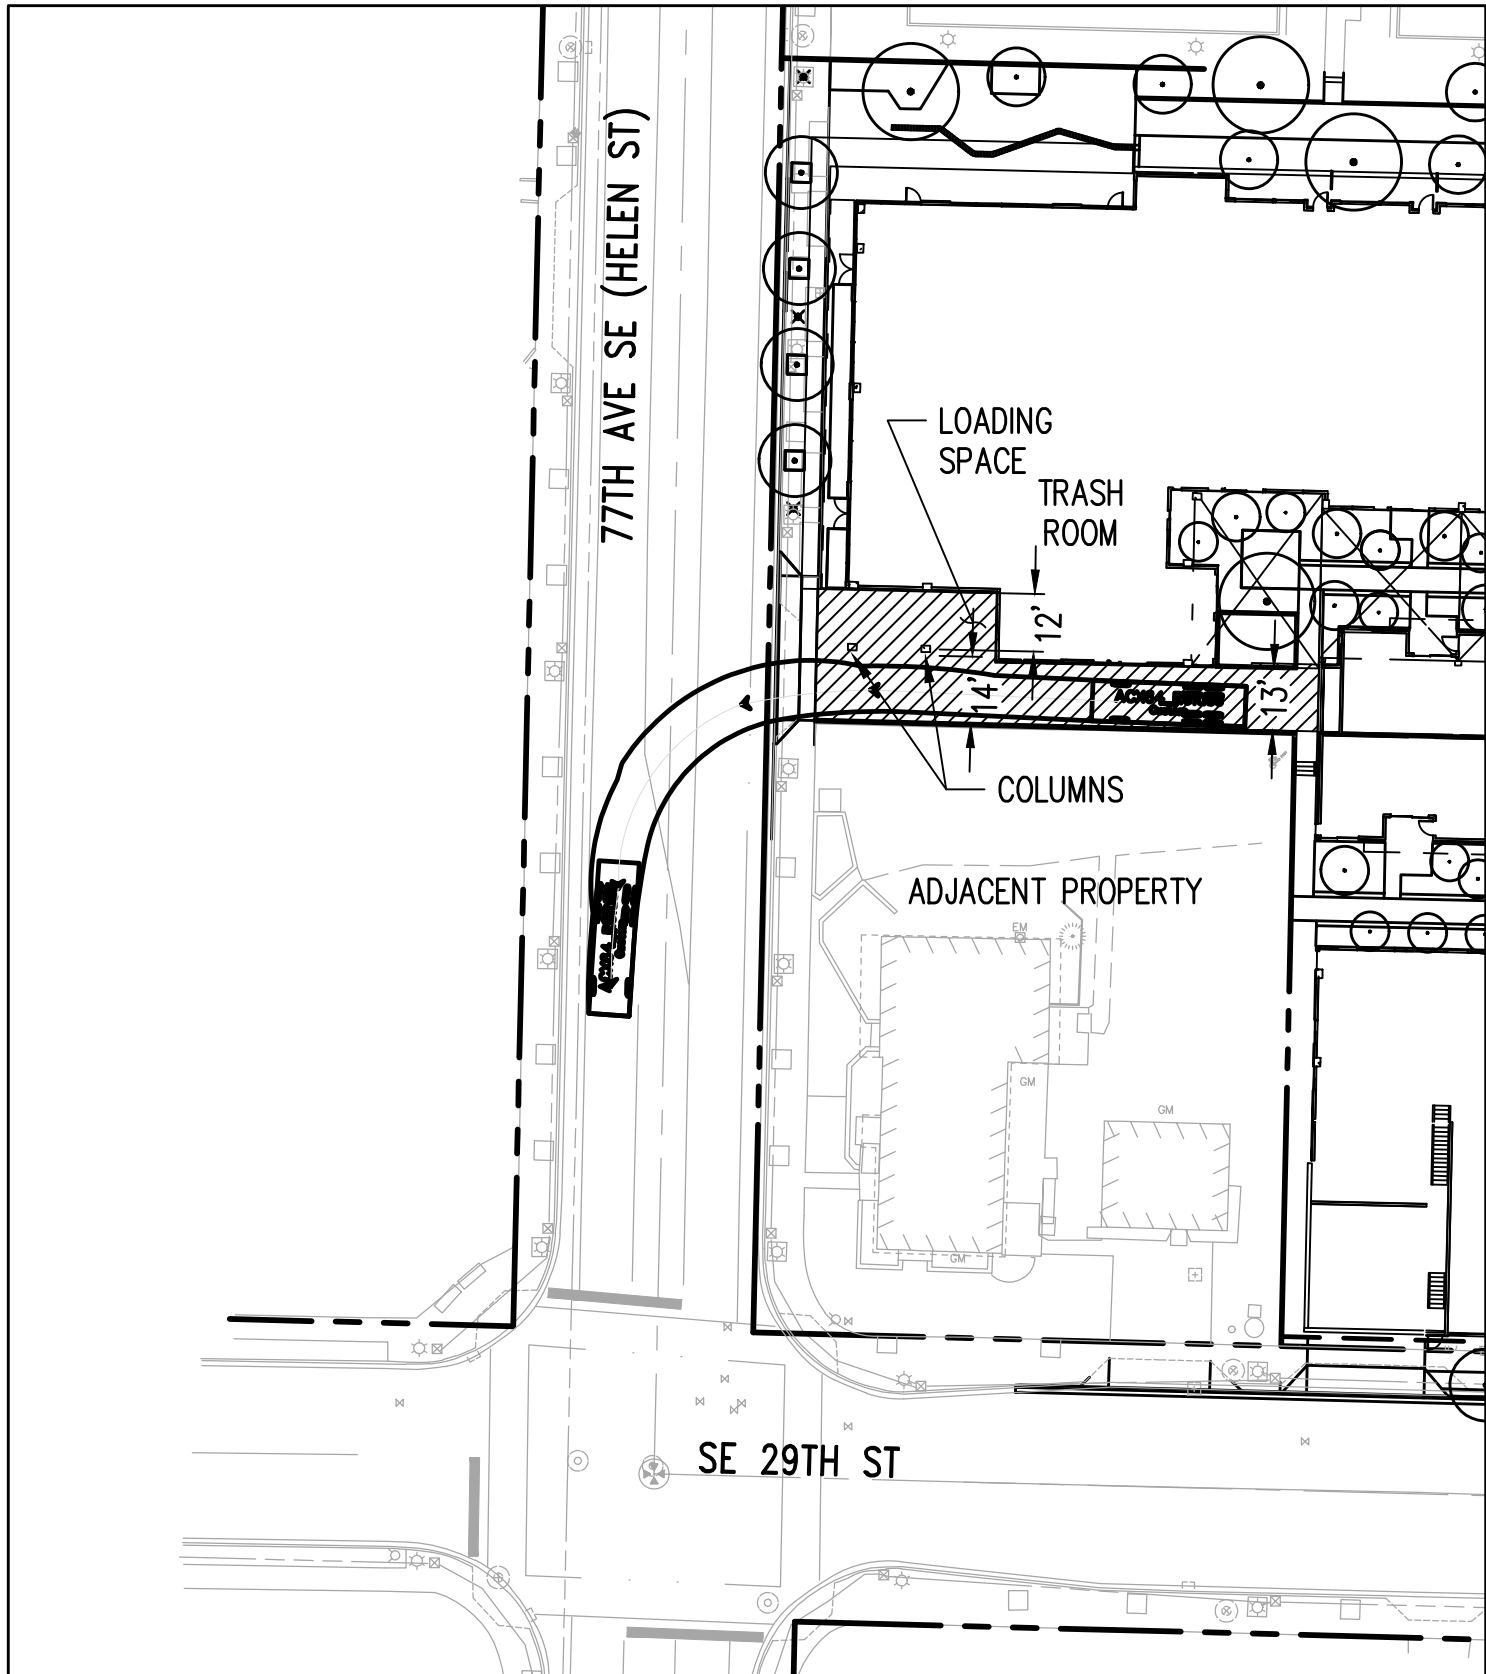 77TH AVE SE (HELEN ST)
LOADING
SPACE
TRASH
ROOM
12'
14'
13'
COLUMNS
ADJACENT PROPERTY
EM
GM
GM
GM
SE 29TH ST